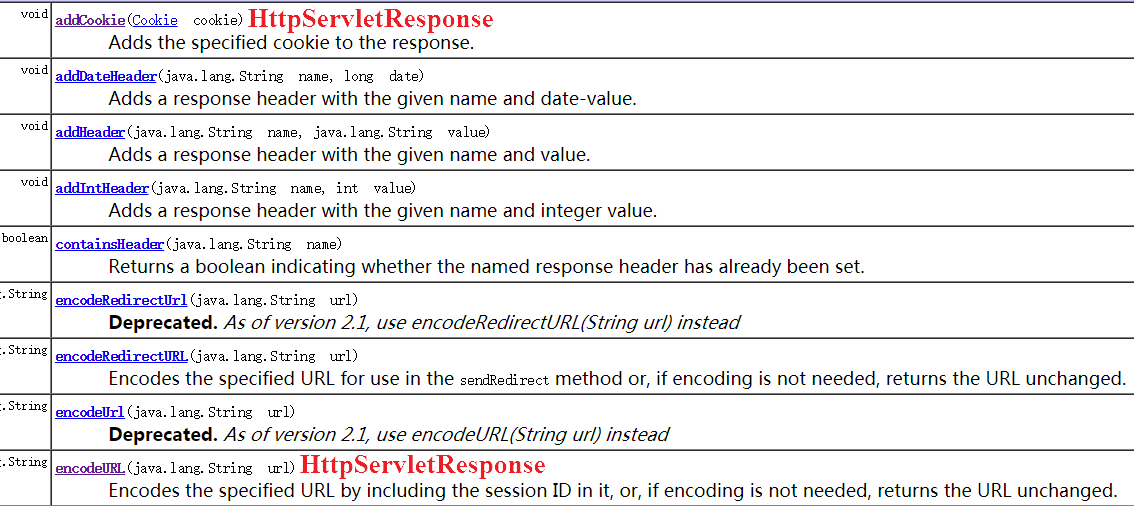 void addCookie(Cookie cookie) HttpServletResponse
Adds the specified cookie to the response.
void addDateHeader(java.lang.String name, long date)
Adds a response header with the given name and date-value.
void addHeader(java.lang.String name, java.lang.String value)
Adds a response header with the given name and value.
void addIntHeader(java.lang.String name, int value)
Adds a response header with the given name and integer value.
boolean containsHeader(java.lang.String name)
Returns a boolean indicating whether the named response header has already been set.
.String encodeRedirectUrl(java.lang.String url)
Deprecated. As of version 2.1, use encodeRedirectURL(String url) instead
.String encodeRedirectURL(java.lang.String url)
Encodes the specified URL for use in the sendRedirect method or, if encoding is not needed, returns the URL unchanged.
.String encodeUrl(java.lang.String url)
Deprecated. As of version 2.1, use encodeURL(String url) instead
.String encodeURL(java.lang.String url) HttpServletResponse
Encodes the specified URL by including the session ID in it, or, if encoding is not needed, returns the URL unchanged.